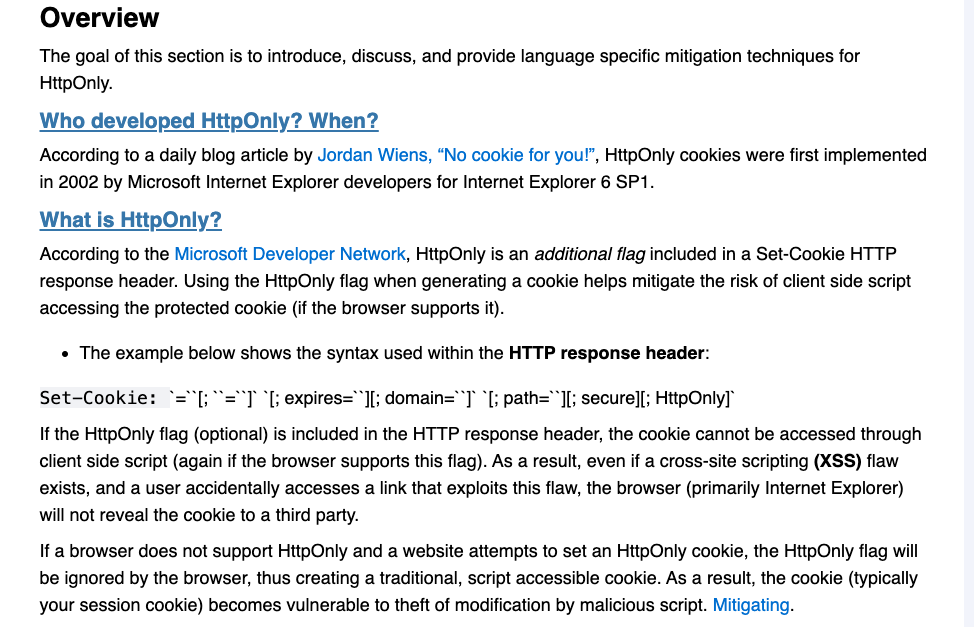 Overview
The goal of this section is to introduce, discuss, and provide language specific mitigation techniques for
HttpOnly.
Who developed HttpOnly? When?
According to a daily blog article by Jordan Wiens, “No cookie for you!”, HttpOnly cookies were first implemented
in 2002 by Microsoft Internet Explorer developers for Internet Explorer 6 SP1.
What is HttpOnly?
According to the Microsoft Developer Network, HttpOnly is an additional flag included in a Set-Cookie HTTP
response header. Using the HttpOnly flag when generating a cookie helps mitigate the risk of client side script
accessing the protected cookie (if the browser supports it).
• The example below shows the syntax used within the HTTP response header:
Set-Cookie: `=``[; ``=``]` `[; expires=``][; domain=``]` `[; path=``][; secure][; HttpOnly]`
If the HttpOnly flag (optional) is included in the HTTP response header, the cookie cannot be accessed through
client side script (again if the browser supports this flag). As a result, even if a cross-site scripting (XSS) flaw
exists, and a user accidentally accesses a link that exploits this flaw, the browser (primarily Internet Explorer)
will not reveal the cookie to a third party.
If a browser does not support HttpOnly and a website attempts to set an HttpOnly cookie, the HttpOnly flag will
be ignored by the browser, thus creating a traditional, script accessible cookie. As a result, the cookie (typically
your session cookie) becomes vulnerable to theft of modification by malicious script. Mitigating.